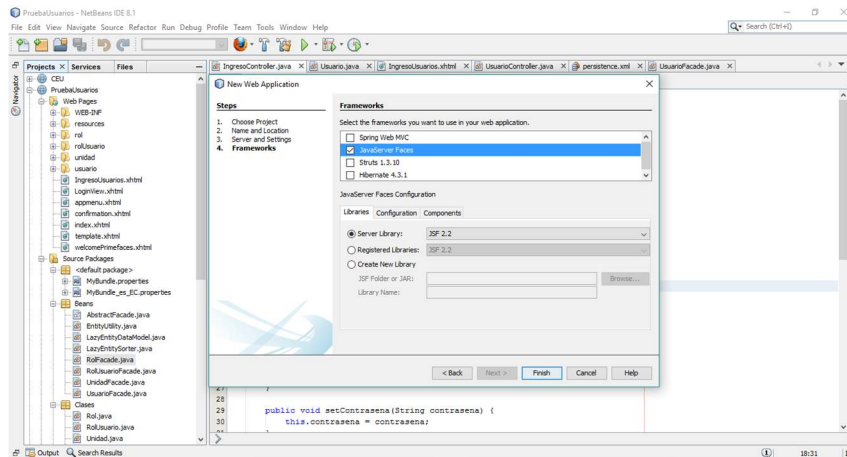 PruebaUsuarios - NetBeans IDE 8.1
File Edit View Navigate Source Refactor Run Debug Profile Team Tools Window Help
Search (Ctrl+I)
Projects Services Files
IngresoController.java Usuario.java IngresoUsuarios.xhtml UsuarioController.java persistence.xml UsuarioFacade.java
Navigator
CEU
PruebaUsuarios
Web Pages
WEB-INF
resources
rol
rolUsuario
unidad
usuario
IngresoUsuarios.xhtml
LoginView.xhtml
appmenu.xhtml
confirmation.xhtml
index.xhtml
template.xhtml
welcomePrimefaces.xhtml
Source Packages
<default package>
MyBundle.properties
MyBundle_es_EC.properties
Beans
AbstractFacade.java
EntityUtility.java
LazyEntityDataModel.java
LazyEntitySorter.java
RolFacade.java
RolUsuarioFacade.java
UnidadFacade.java
UsuarioFacade.java
Clases
Rol.java
RolUsuario.java
Unidad.java
New Web Application
Steps
1. Choose Project
2. Name and Location
3. Server and Settings
4. Frameworks
Frameworks
Select the frameworks you want to use in your web application.
Spring Web MVC
JavaServer Faces
Struts 1.3.10
Hibernate 4.3.1
JavaServer Faces Configuration
Libraries Configuration Components
Server Library: JSF 2.2
Registered Libraries: JSF 2.2
Create New Library
JSF Folder or JAR: Browse...
Library Name:
< Back Next > Finish Cancel Help
27 }
28
29 public void setContrasena(String contrasena) {
30 this.contrasena = contrasena;
Output Search Results
1 18:31